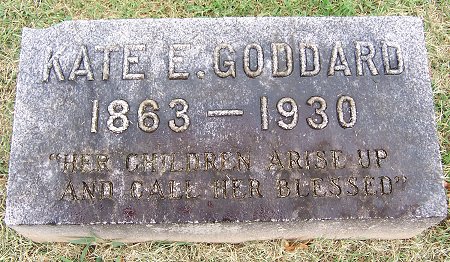 KATE E. GODDARD
1863 — 1930
"HER CHILDREN ARISE UP
AND CALL HER BLESSED"